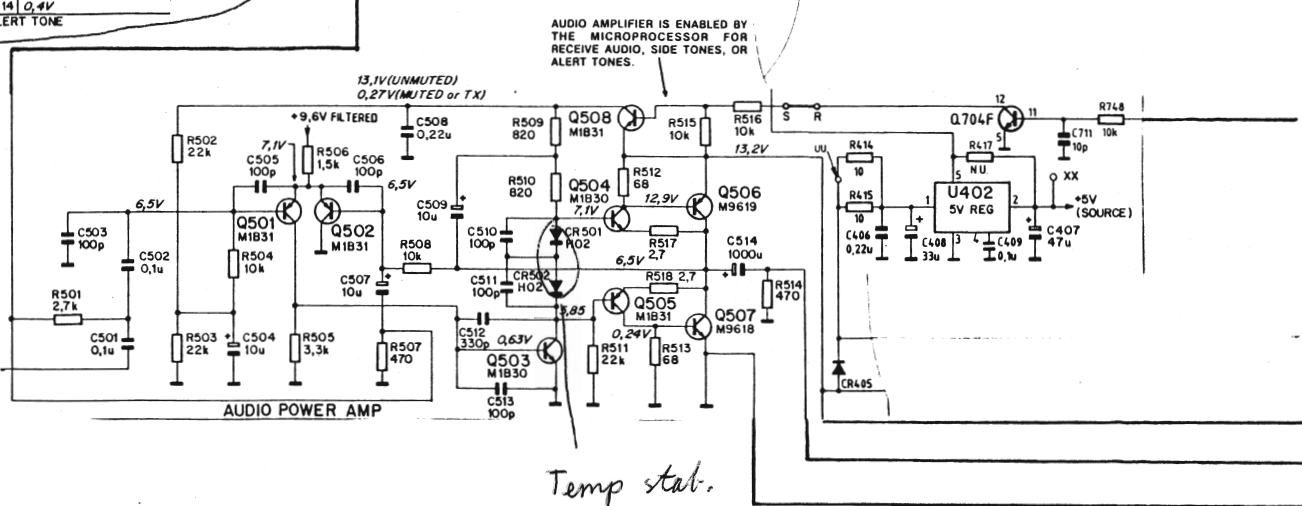 14 0,4V
LERT TONE
AUDIO AMPLIFIER IS ENABLED BY
THE MICROPROCESSOR FOR
RECEIVE AUDIO, SIDE TONES, OR
ALERT TONES.
13,1V(UNMUTED)
0,27V(MUTED or TX)
+9,6V FILTERED
7,1V
R502
22k
C505
100p
R506
1,5k
C506
100p
C508
0,22u
R509
820
Q508
M1B31
R515
10k
R516
10k
S
R
12
Q704F
11
5
C711
10p
R748
10k
6,5V
6,5V
Q501
M1B31
Q502
M1B31
C503
100p
C502
0,1u
R504
10k
C507
10u
R508
10k
C509
10u
R510
820
Q504
M1B30
7,1V
R512
68
12,9V
13,2V
Q506
M9619
C510
100p
CR501
H02
R517
2,7
6,5V
C514
1000u
C511
100p
CR502
H02
R518 2,7
5,85
Q505
M1B31
R514
470
Q507
M9618
R501
2,7k
C501
0,1u
R503
22k
C504
10u
R505
3,3k
R507
470
C512
330p
0,63V
Q503
M1B30
C513
100p
R511
22k
0,24V
R513
68
AUDIO POWER AMP
UU
R414
10
R415
10
C406
0,22u
C408
33u
R417
N.U.
5
U402
5V REG
1
2
3
4
C409
0,1u
XX
+5V
(SOURCE)
C407
47u
CR405
Temp stab.